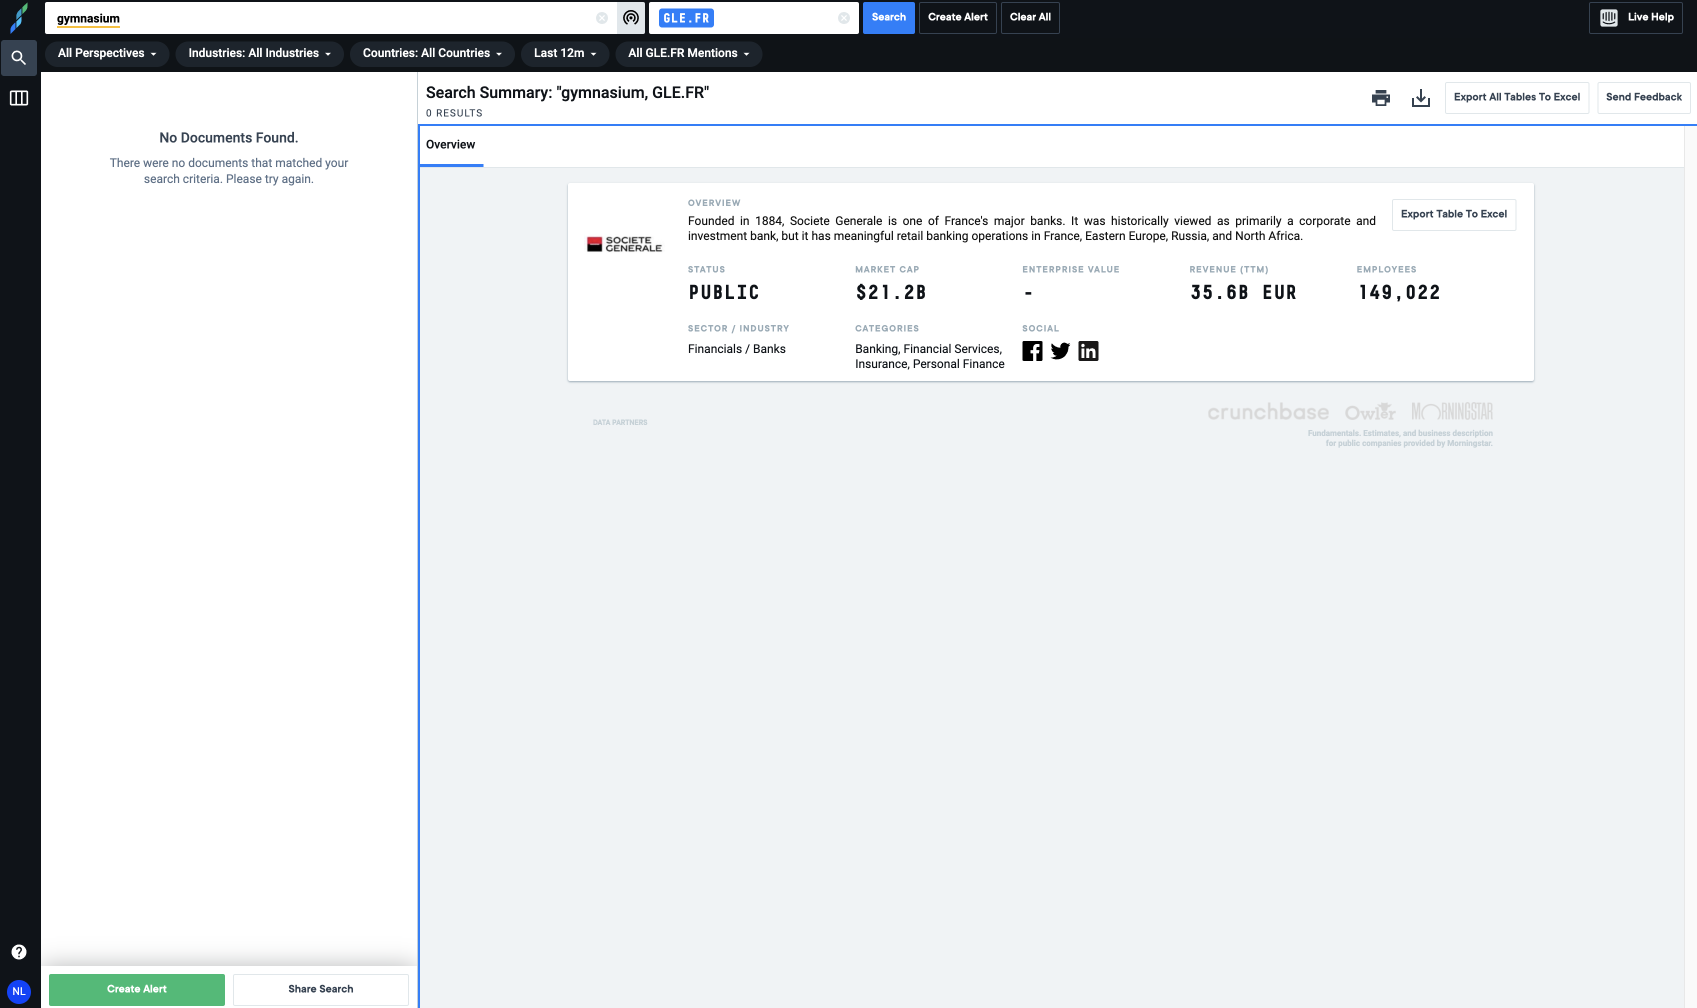 gymnasium
GLE.FR
Search
Create Alert
Clear All
Live Help
All Perspectives
Industries: All Industries
Countries: All Countries
Last 12m
All GLE.FR Mentions
No Documents Found.
There were no documents that matched your
search criteria. Please try again.
Search Summary: "gymnasium, GLE.FR"
0 RESULTS
Export All Tables To Excel
Send Feedback
Overview
SOCIETE
GENERALE
OVERVIEW
Founded in 1884, Societe Generale is one of France's major banks. It was historically viewed as primarily a corporate and
investment bank, but it has meaningful retail banking operations in France, Eastern Europe, Russia, and North Africa.
Export Table To Excel
STATUS
PUBLIC
MARKET CAP
$21.2B
ENTERPRISE VALUE
-
REVENUE (TTM)
35.6B EUR
EMPLOYEES
149,022
SECTOR / INDUSTRY
Financials / Banks
CATEGORIES
Banking, Financial Services,
Insurance, Personal Finance
SOCIAL
DATA PARTNERS
crunchbase
Owler
MORNINGSTAR
Fundamentals. Estimates, and business description
for public companies provided by Morningstar.
NL
Create Alert
Share Search